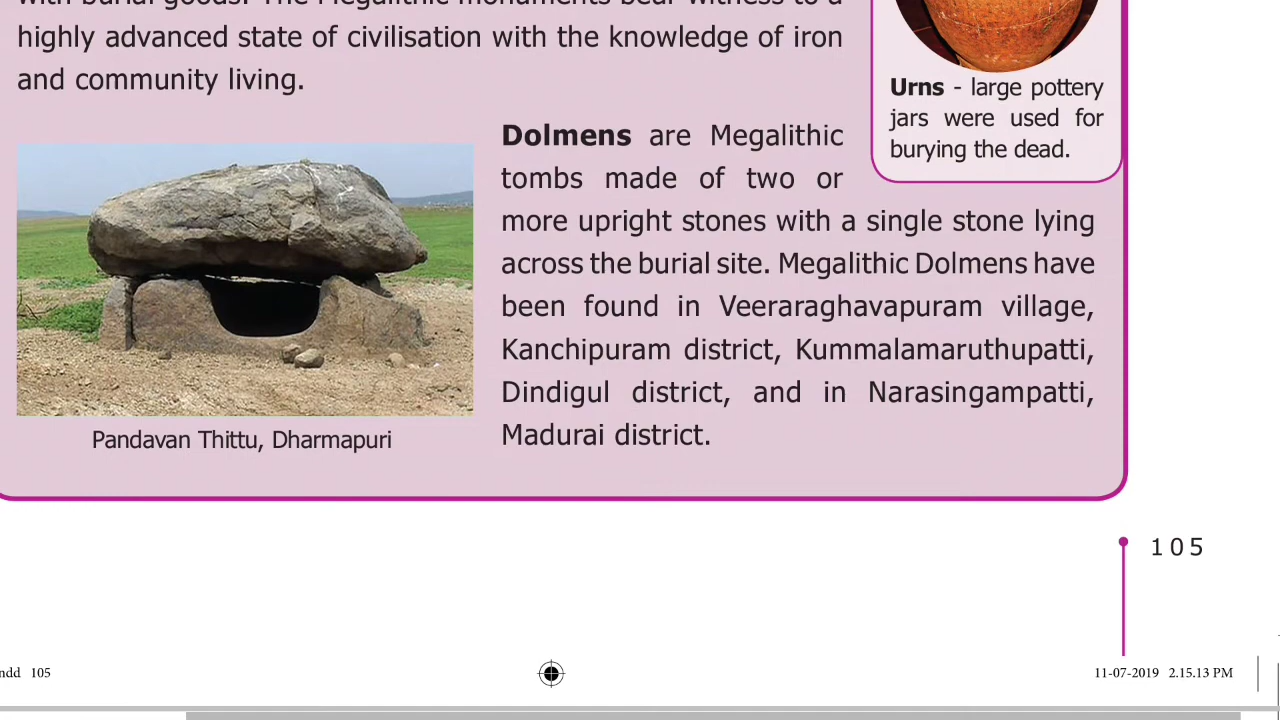 highly advanced state of civilisation with the knowledge of iron
and community living.
Urns - large pottery
jars were used for
burying the dead.
Dolmens are Megalithic
tombs made of two or
more upright stones with a single stone lying
across the burial site. Megalithic Dolmens have
been found in Veeraraghavapuram village,
Kanchipuram district, Kummalamaruthupatti,
Dindigul district, and in Narasingampatti,
Madurai district.
Pandavan Thittu, Dharmapuri
105
ndd 105
11-07-2019 2.15.13 PM